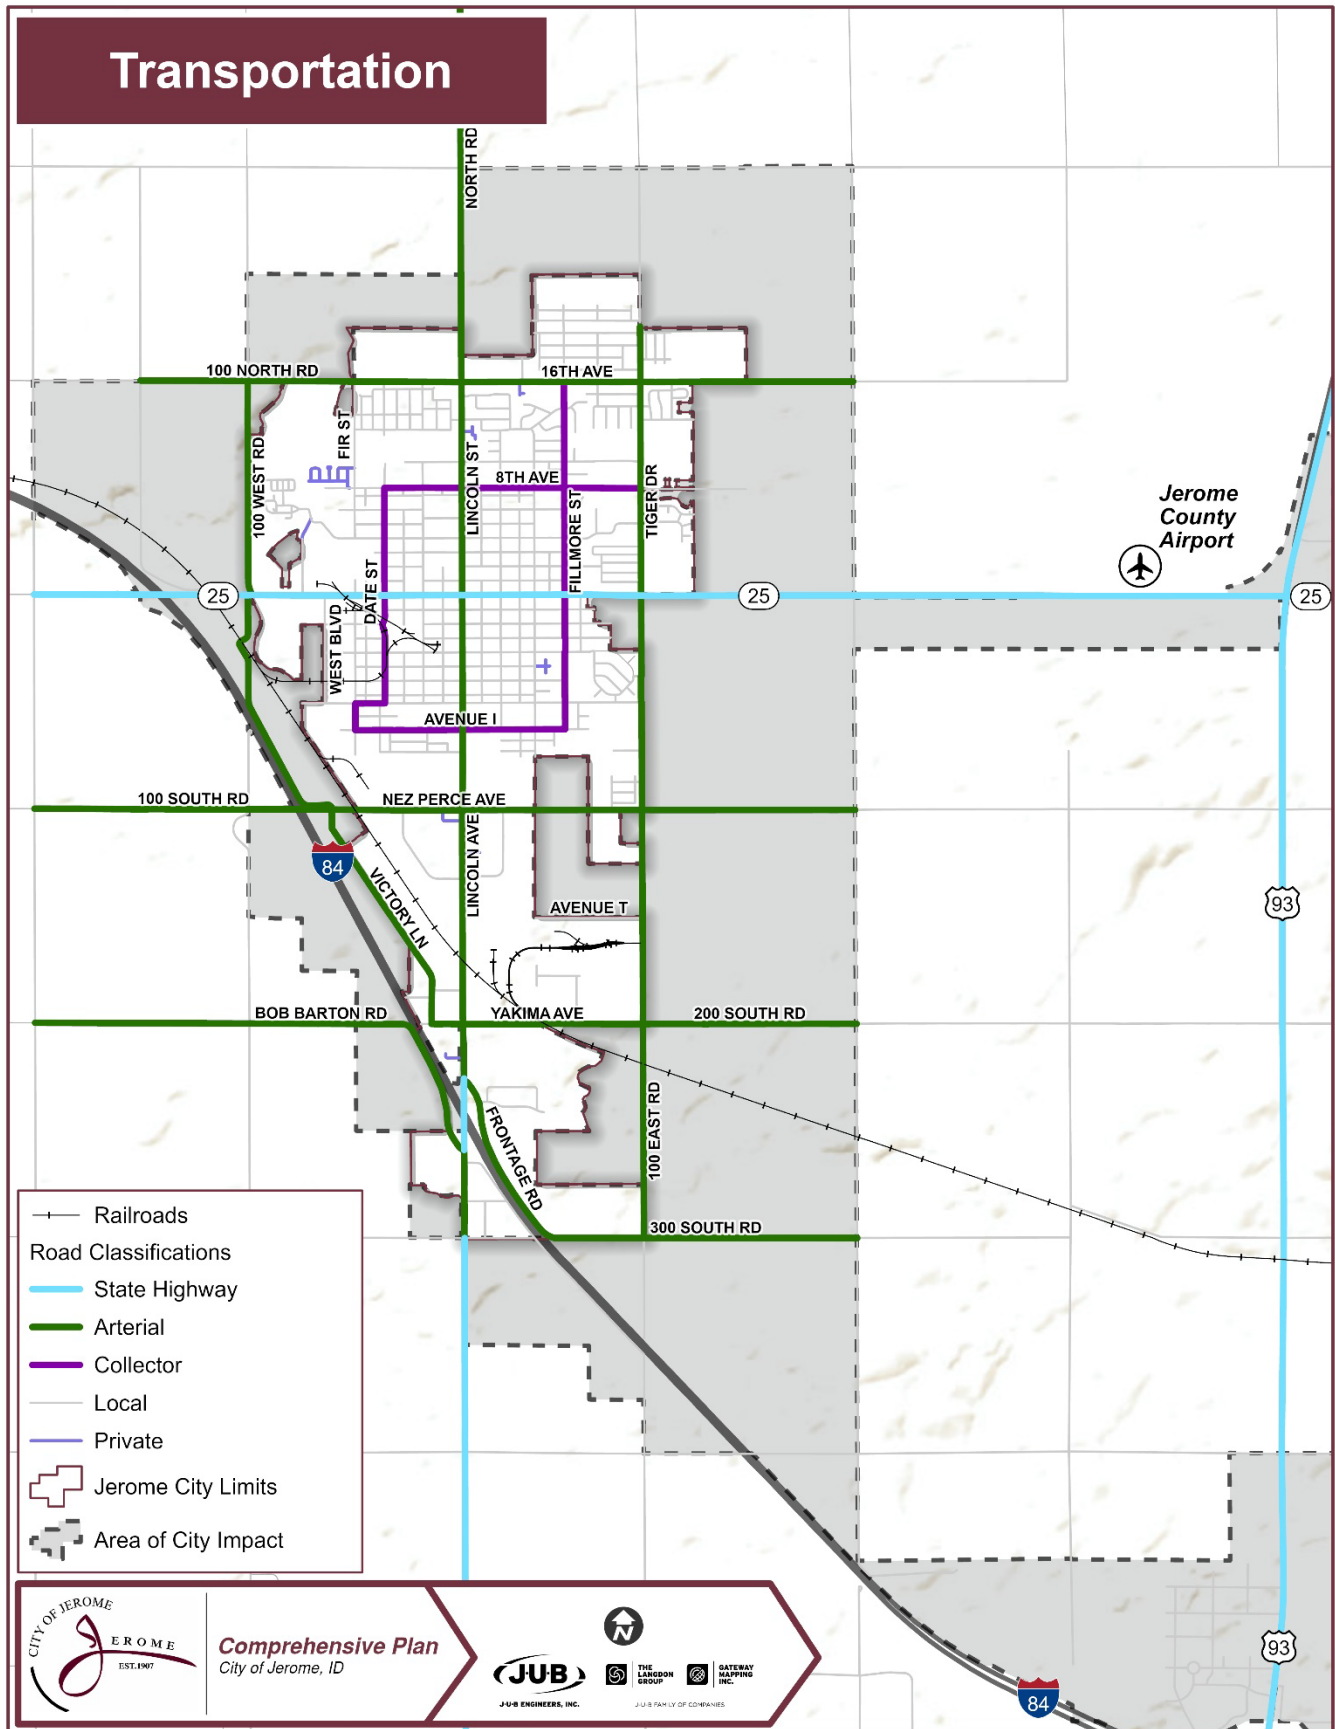 Transportation
NORTH RD
100 NORTH RD
16TH AVE
FIR ST
100 WEST RD
LINCOLN ST
8TH AVE
FILLMORE ST
TIGER DR
Jerome
County
Airport
DATE ST
25
25
25
WEST BLVD
AVENUE I
100 SOUTH RD
NEZ PERCE AVE
84
LINCOLN AVE
VICTORY LN
AVENUE T
93
BOB BARTON RD
YAKIMA AVE
200 SOUTH RD
FRONTAGE RD
100 EAST RD
300 SOUTH RD
Railroads
Road Classifications
State Highway
Arterial
Collector
Local
Private
Jerome City Limits
Area of City Impact
CITY OF JEROME
JEROME
EST.1907
Comprehensive Plan
City of Jerome, ID
N
J·U·B
J·U·B ENGINEERS, INC.
THE
LANGDON
GROUP
GATEWAY
MAPPING
INC.
J·U·B FAMILY OF COMPANIES
93
84